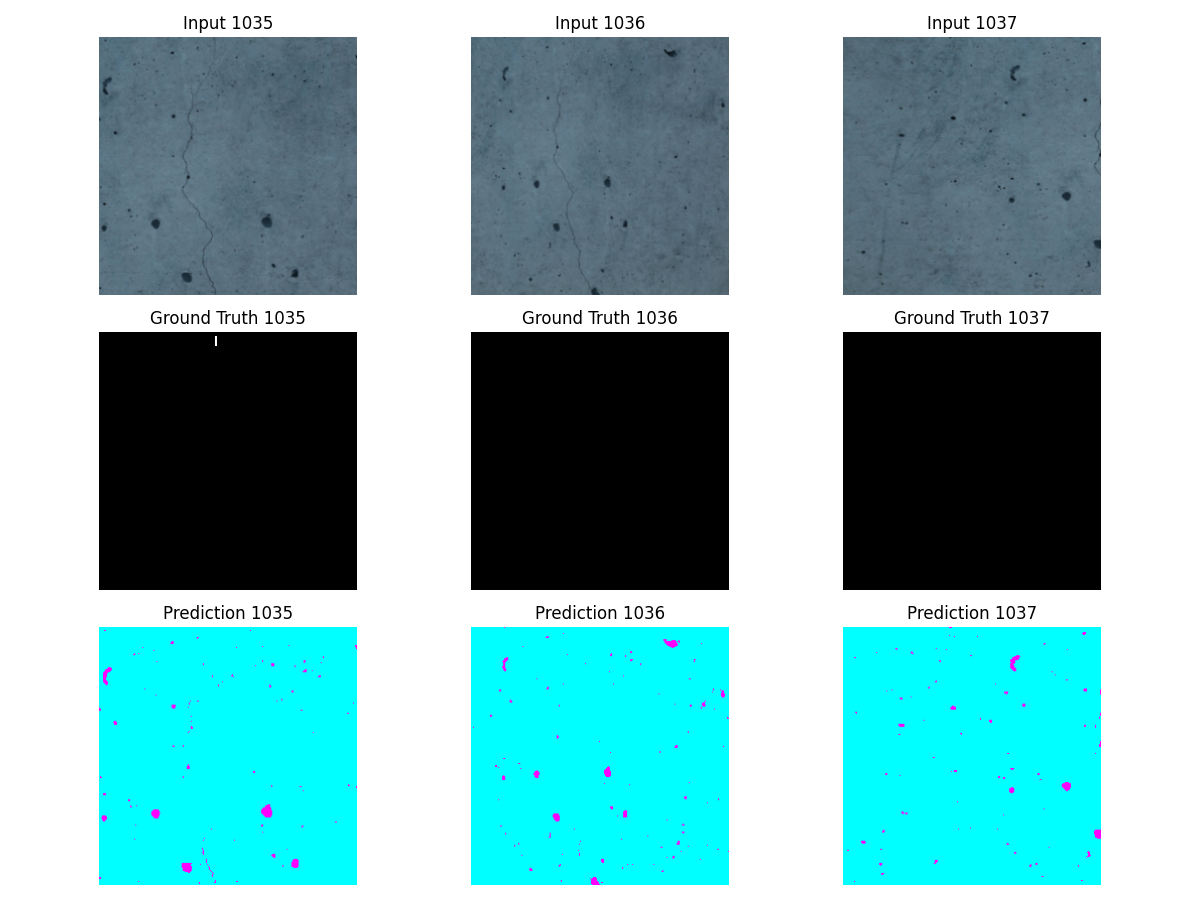 Input 1035
Input 1036
Input 1037
Ground Truth 1035
Ground Truth 1036
Ground Truth 1037
Prediction 1035
Prediction 1036
Prediction 1037